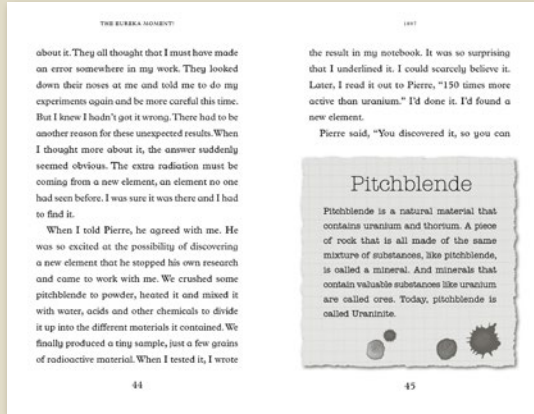 THE EUREKA MOMENT!
about it. They all thought that I must have made
an error somewhere in my work. They looked
down their noses at me and told me to do my
experiments again and be more careful this time.
But I knew I hadn't got it wrong. There had to be
another reason for these unexpected results. When
I thought more about it, the answer suddenly
seemed obvious. The extra radiation must be
coming from a new element, an element no one
had seen before. I was sure it was there and I had
to find it.
When I told Pierre, he agreed with me. He
was so excited at the possibility of discovering
a new element that he stopped his own research
and came to work with me. We crushed some
pitchblende to powder, heated it and mixed it
with water, acids and other chemicals to divide
it up into the different materials it contained. We
finally produced a tiny sample, just a few grains
of radioactive material. When I tested it, I wrote
44
1897
the result in my notebook. It was so surprising
that I underlined it. I could scarcely believe it.
Later, I read it out to Pierre, “150 times more
active than uranium.” I'd done it. I'd found a
new element.
Pierre said, “You discovered it, so you can
Pitchblende
Pitchblende is a natural material that
contains uranium and thorium. A piece
of rock that is all made of the same
mixture of substances, like pitchblende,
is called a mineral. And minerals that
contain valuable substances like uranium
are called ores. Today, pitchblende is
called Uraninite.
45